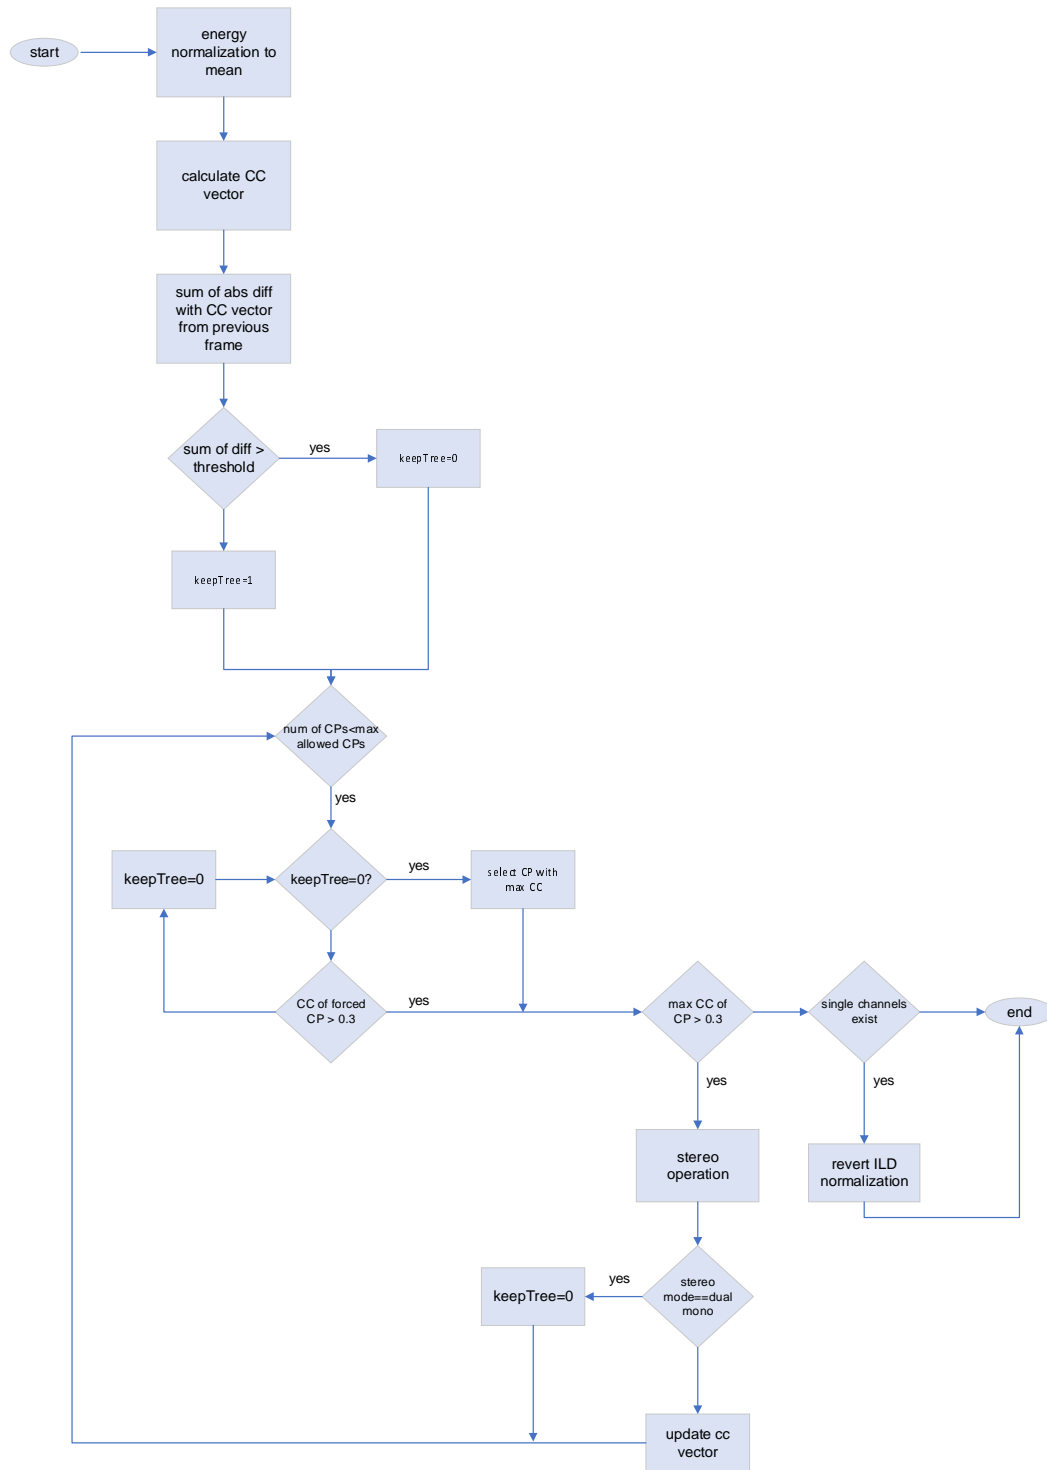 start
energy
normalization to
mean
calculate CC
vector
sum of abs diff
with CC vector
from previous
frame
sum of diff >
threshold
yes
keepTree=0
keepTree=1
num of CPs<max
allowed CPs
yes
keepTree=0
keepTree=0?
yes
select CP with
max CC
CC of forced
CP > 0.3
yes
max CC of
CP > 0.3
single channels
exist
end
yes
yes
stereo
operation
revert ILD
normalization
keepTree=0
yes
stereo
mode==dual
mono
update cc
vector